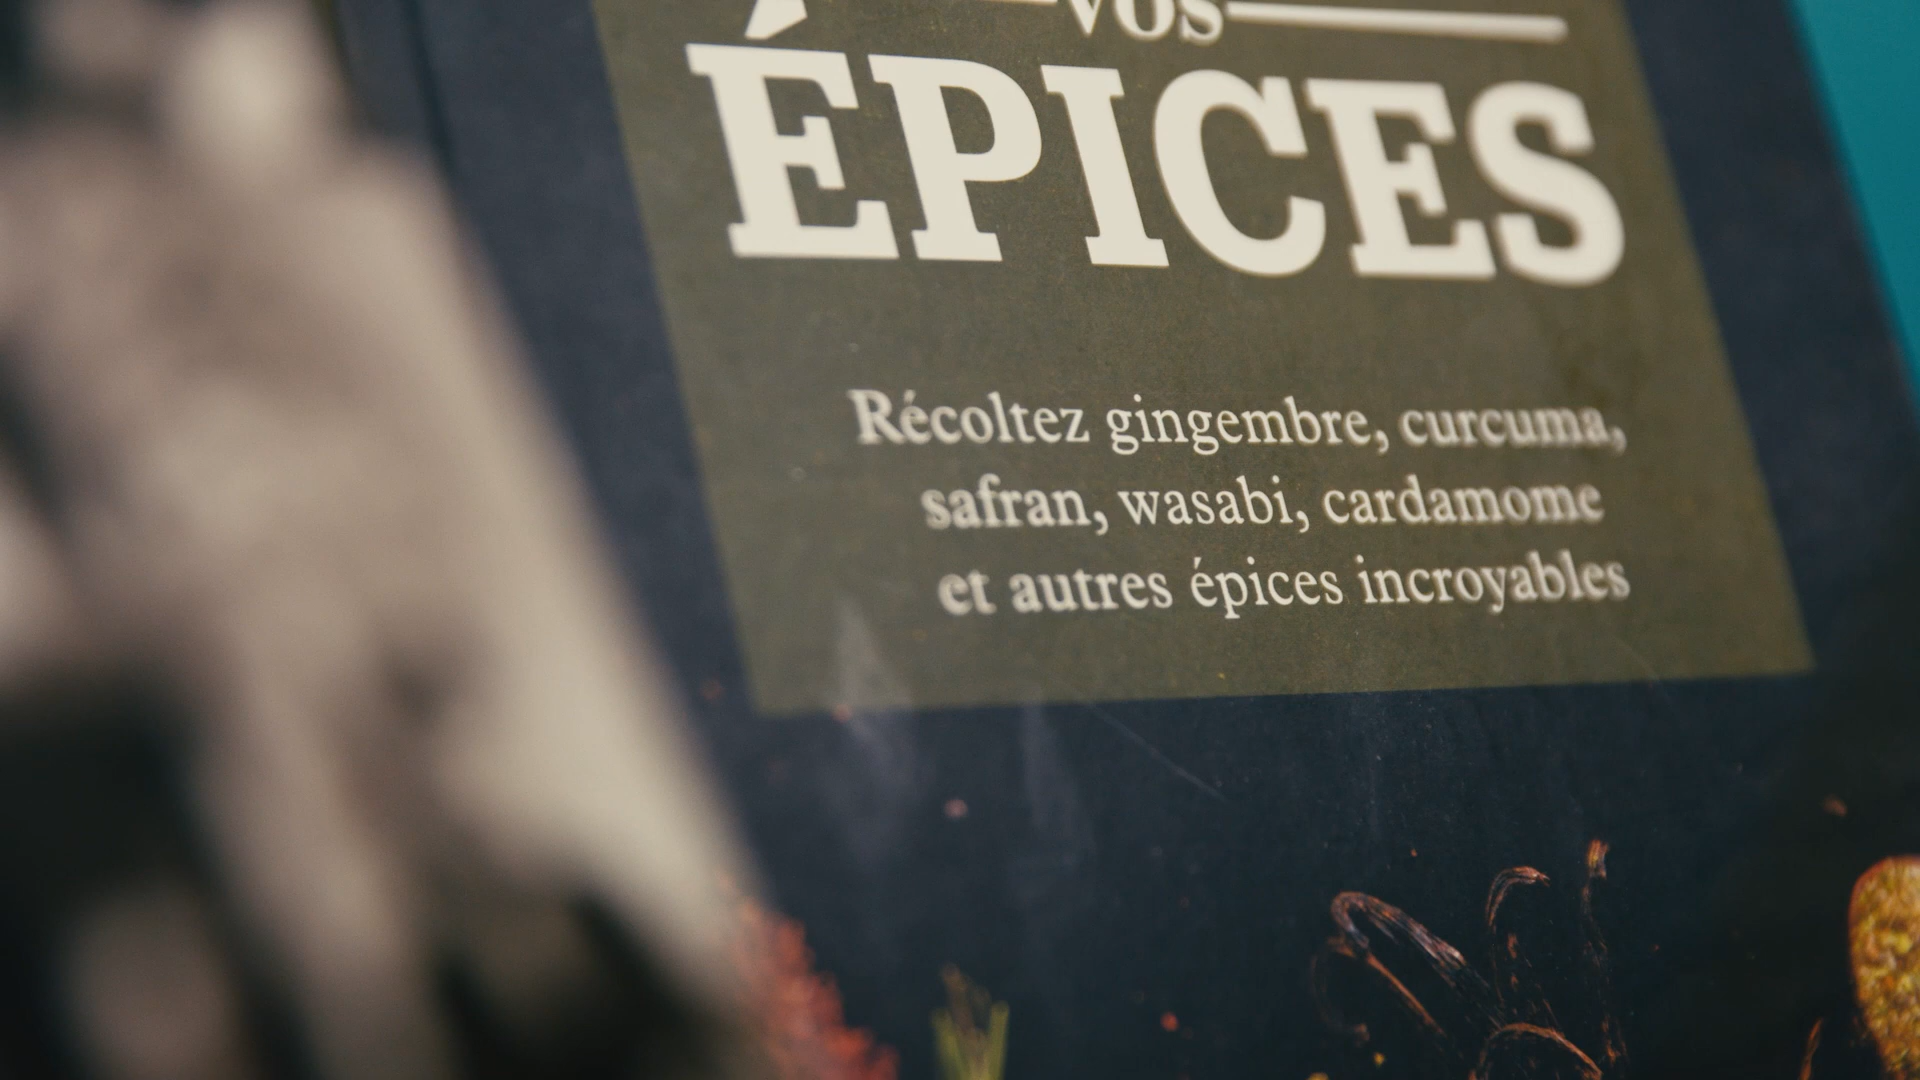 VOS
ÉPICES
Récoltez gingembre, curcuma,
safran, wasabi, cardamome
et autres épices incroyables